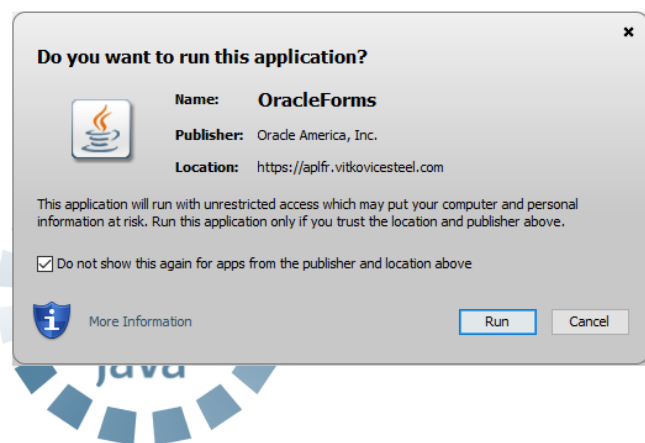 Do you want to run this application?
Name: OracleForms
Publisher: Oracle America, Inc.
Location: https://aplfr.vitkovicesteel.com
This application will run with unrestricted access which may put your computer and personal
information at risk. Run this application only if you trust the location and publisher above.
Do not show this again for apps from the publisher and location above
More Information
Run
Cancel
java